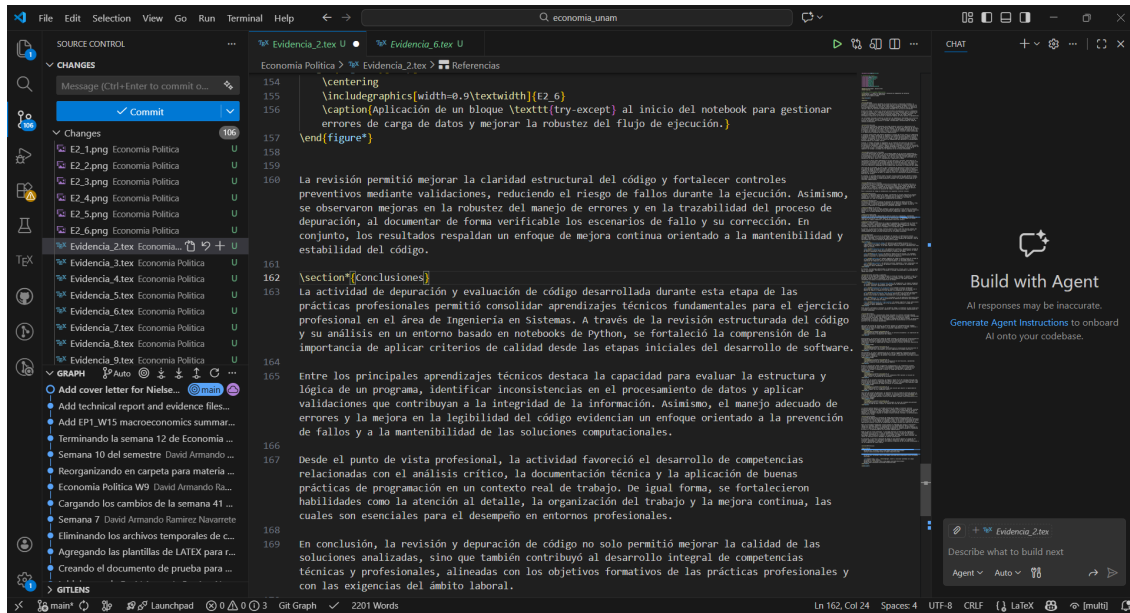 File Edit Selection View Go Run Terminal Help
economia_unam
SOURCE CONTROL
CHANGES
Message (Ctrl+Enter to commit o...
Commit
Changes 106
E2_1.png Economia Politica U
E2_2.png Economia Politica U
E2_3.png Economia Politica U
E2_4.png Economia Politica U
E2_5.png Economia Politica U
E2_6.png Economia Politica U
TEX Evidencia_2.tex Economia... U
TEX Evidencia_3.tex Economia Politica U
TEX Evidencia_4.tex Economia Politica U
TEX Evidencia_5.tex Economia Politica U
TEX Evidencia_6.tex Economia Politica U
TEX Evidencia_7.tex Economia Politica U
TEX Evidencia_8.tex Economia Politica U
TEX Evidencia_9.tex Economia Politica U
GRAPH Auto
Add cover letter for Nielse... main
Add technical report and evidence files...
Add EP1_W15 macroeconomics summar...
Terminando la semana 12 de Economía ...
Semana 10 del semestre David Armando ...
Reorganizando en carpeta para materia ...
Economia Politica W9 David Armando Ra...
Cargando los cambios de la semana 41 ...
Semana 7 David Armando Ramirez Navarrete
Eliminando los archivos temporales de c...
Agregando las plantillas de LATEX para r...
Creando el documento de prueba para ...
GITLENS
TEX Evidencia_2.tex U TEX Evidencia_6.tex U
Economia Politica > TEX Evidencia_2.tex > Referencias
154 \centering
155 \includegraphics[width=0.9\textwidth]{E2_6}
156 \caption{Aplicación de un bloque \texttt{try-except} al inicio del notebook para gestionar
errores de carga de datos y mejorar la robustez del flujo de ejecución.}
157 \end{figure*}
158
159
160 La revisión permitió mejorar la claridad estructural del código y fortalecer controles
preventivos mediante validaciones, reduciendo el riesgo de fallos durante la ejecución. Asimismo,
se observaron mejoras en la robustez del manejo de errores y en la trazabilidad del proceso de
depuración, al documentar de forma verificable los escenarios de fallo y su corrección. En
conjunto, los resultados respaldan un enfoque de mejora continua orientado a la mantenibilidad y
estabilidad del código.
161
162 \section*{Conclusiones}
163 La actividad de depuración y evaluación de código desarrollada durante esta etapa de las
prácticas profesionales permitió consolidar aprendizajes técnicos fundamentales para el ejercicio
profesional en el área de Ingeniería en Sistemas. A través de la revisión estructurada del código
y su análisis en un entorno basado en notebooks de Python, se fortaleció la comprensión de la
importancia de aplicar criterios de calidad desde las etapas iniciales del desarrollo de software.
164
165 Entre los principales aprendizajes técnicos destaca la capacidad para evaluar la estructura y
lógica de un programa, identificar inconsistencias en el procesamiento de datos y aplicar
validaciones que contribuyan a la integridad de la información. Asimismo, el manejo adecuado de
errores y la mejora en la legibilidad del código evidencian un enfoque orientado a la prevención
de fallos y a la mantenibilidad de las soluciones computacionales.
166
167 Desde el punto de vista profesional, la actividad favoreció el desarrollo de competencias
relacionadas con el análisis crítico, la documentación técnica y la aplicación de buenas
prácticas de programación en un contexto real de trabajo. De igual forma, se fortalecieron
habilidades como la atención al detalle, la organización del trabajo y la mejora continua, las
cuales son esenciales para el desempeño en entornos profesionales.
168
169 En conclusión, la revisión y depuración de código no solo permitió mejorar la calidad de las
soluciones analizadas, sino que también contribuyó al desarrollo integral de competencias
técnicas y profesionales, alineadas con los objetivos formativos de las prácticas profesionales y
con las exigencias del ámbito laboral.
CHAT
Build with Agent
AI responses may be inaccurate.
Generate Agent Instructions to onboard
AI onto your codebase.
TEX Evidencia_2.tex
Describe what to build next
Agent Auto
main* Launchpad 0 0 3 Git Graph 2201 Words Ln 162, Col 24 Spaces: 4 UTF-8 CRLF {} LaTeX [multi]